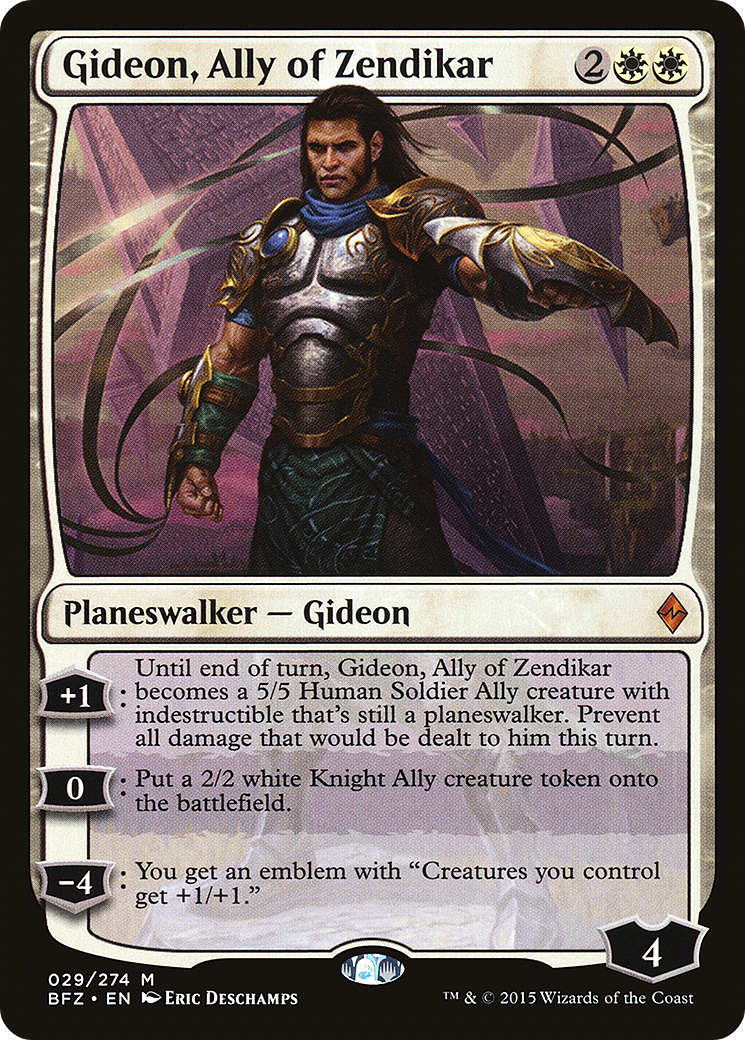 Gideon, Ally of Zendikar 2
Planeswalker — Gideon
+1 : Until end of turn, Gideon, Ally of Zendikar
becomes a 5/5 Human Soldier Ally creature with
indestructible that's still a planeswalker. Prevent
all damage that would be dealt to him this turn.
0 : Put a 2/2 white Knight Ally creature token onto
the battlefield.
−4 : You get an emblem with “Creatures you control
get +1/+1.”
4
029/274 M
BFZ • EN Eric Deschamps
™ & © 2015 Wizards of the Coast